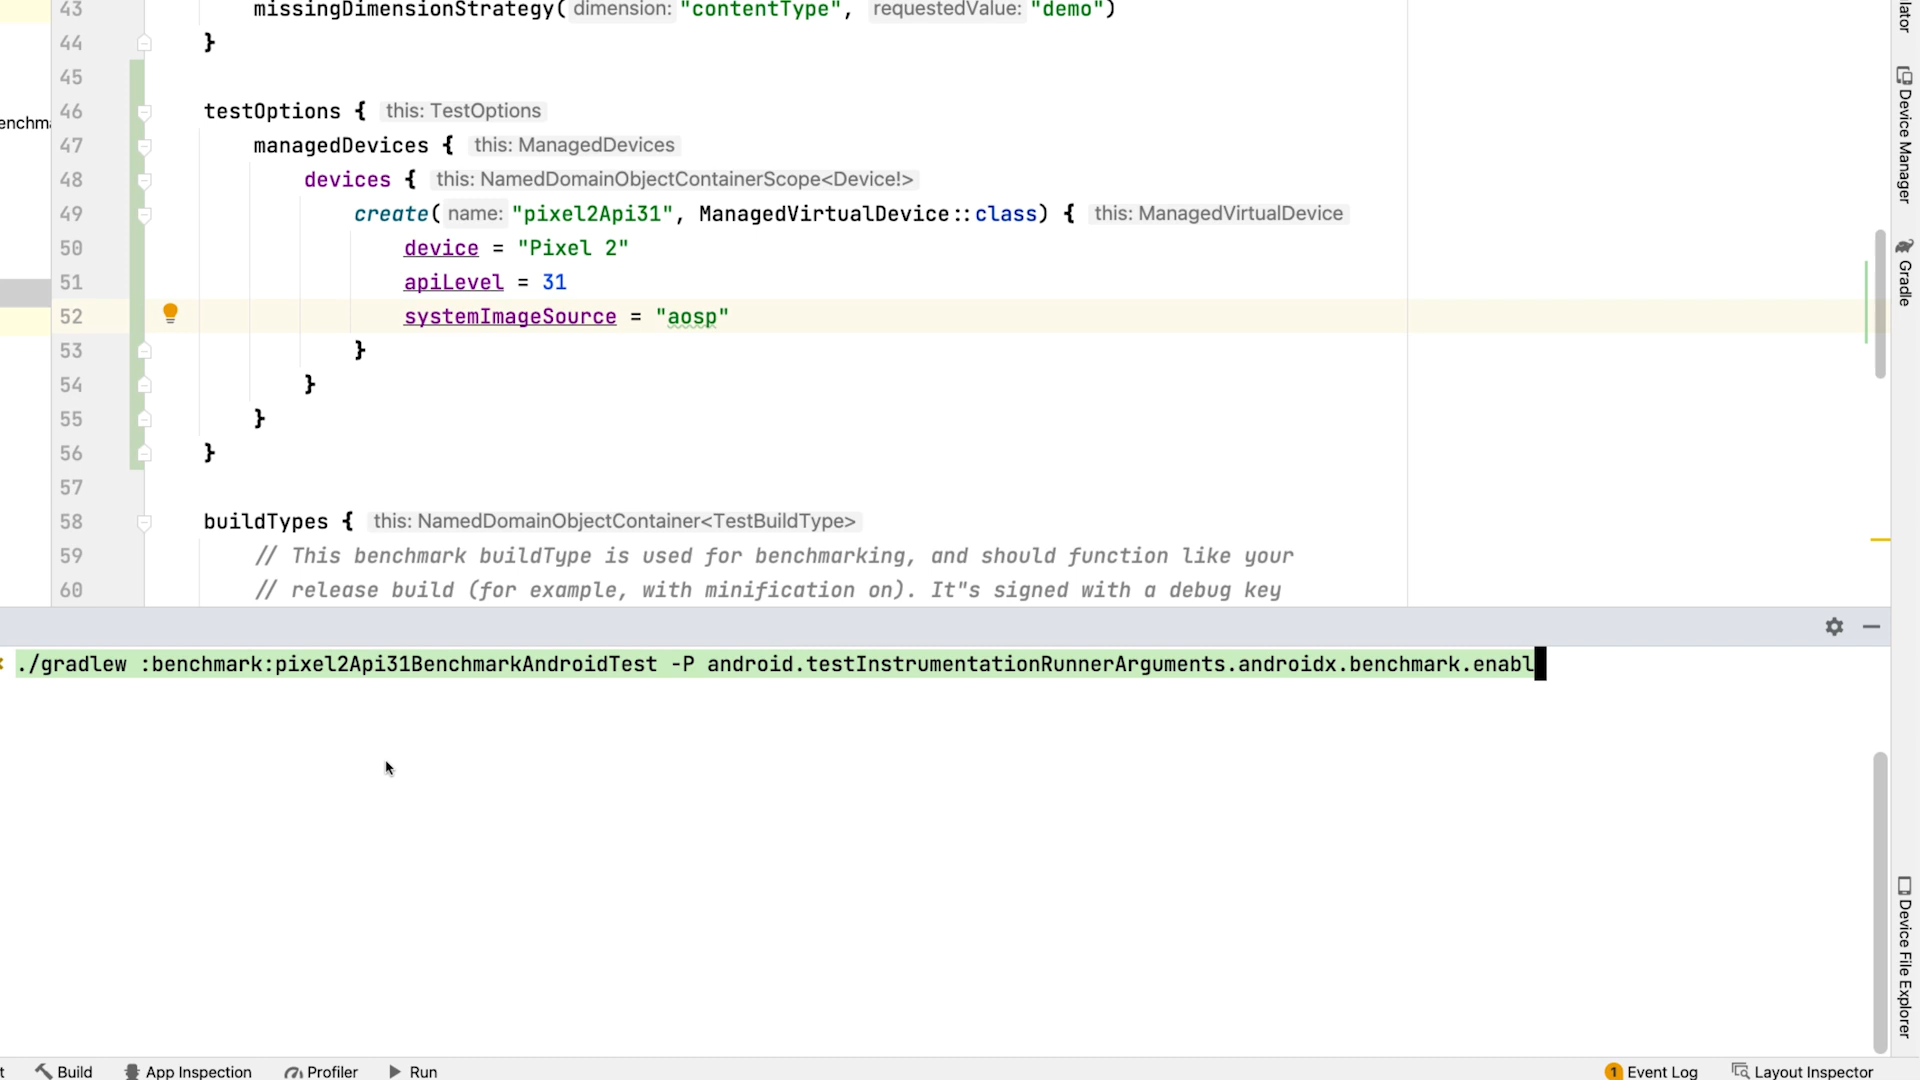 43 missingDimensionStrategy( dimension: "contentType", requestedValue: "demo")
44 }
45
46 testOptions { this: TestOptions
47 managedDevices { this: ManagedDevices
48 devices { this: NamedDomainObjectContainerScope<Device!>
49 create( name: "pixel2Api31", ManagedVirtualDevice::class) { this: ManagedVirtualDevice
50 device = "Pixel 2"
51 apiLevel = 31
52 systemImageSource = "aosp"
53 }
54 }
55 }
56 }
57
58 buildTypes { this: NamedDomainObjectContainer<TestBuildType>
59 // This benchmark buildType is used for benchmarking, and should function like your
60 // release build (for example, with minification on). It"s signed with a debug key
enchma
./gradlew :benchmark:pixel2Api31BenchmarkAndroidTest -P android.testInstrumentationRunnerArguments.androidx.benchmark.enabl
lator
Device Manager
Gradle
Device File Explorer
t Build App Inspection Profiler Run
1 Event Log Layout Inspector